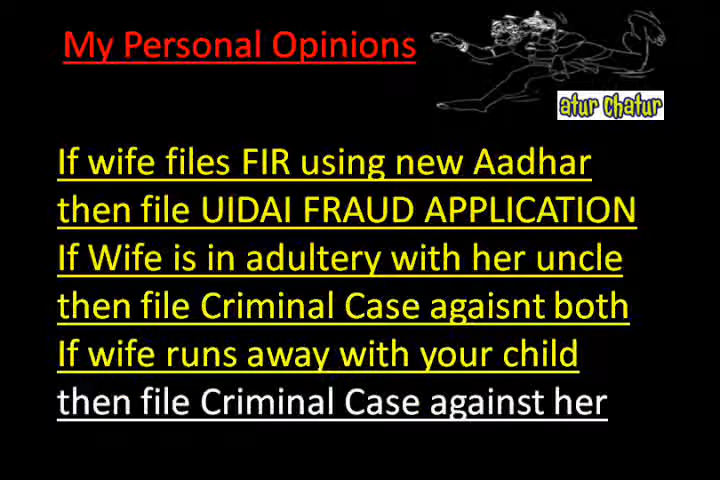 My Personal Opinions
atur chatur
If wife files FIR using new Aadhar
then file UIDAI FRAUD APPLICATION
If Wife is in adultery with her uncle
then file Criminal Case agaisnt both
If wife runs away with your child
then file Criminal Case against her